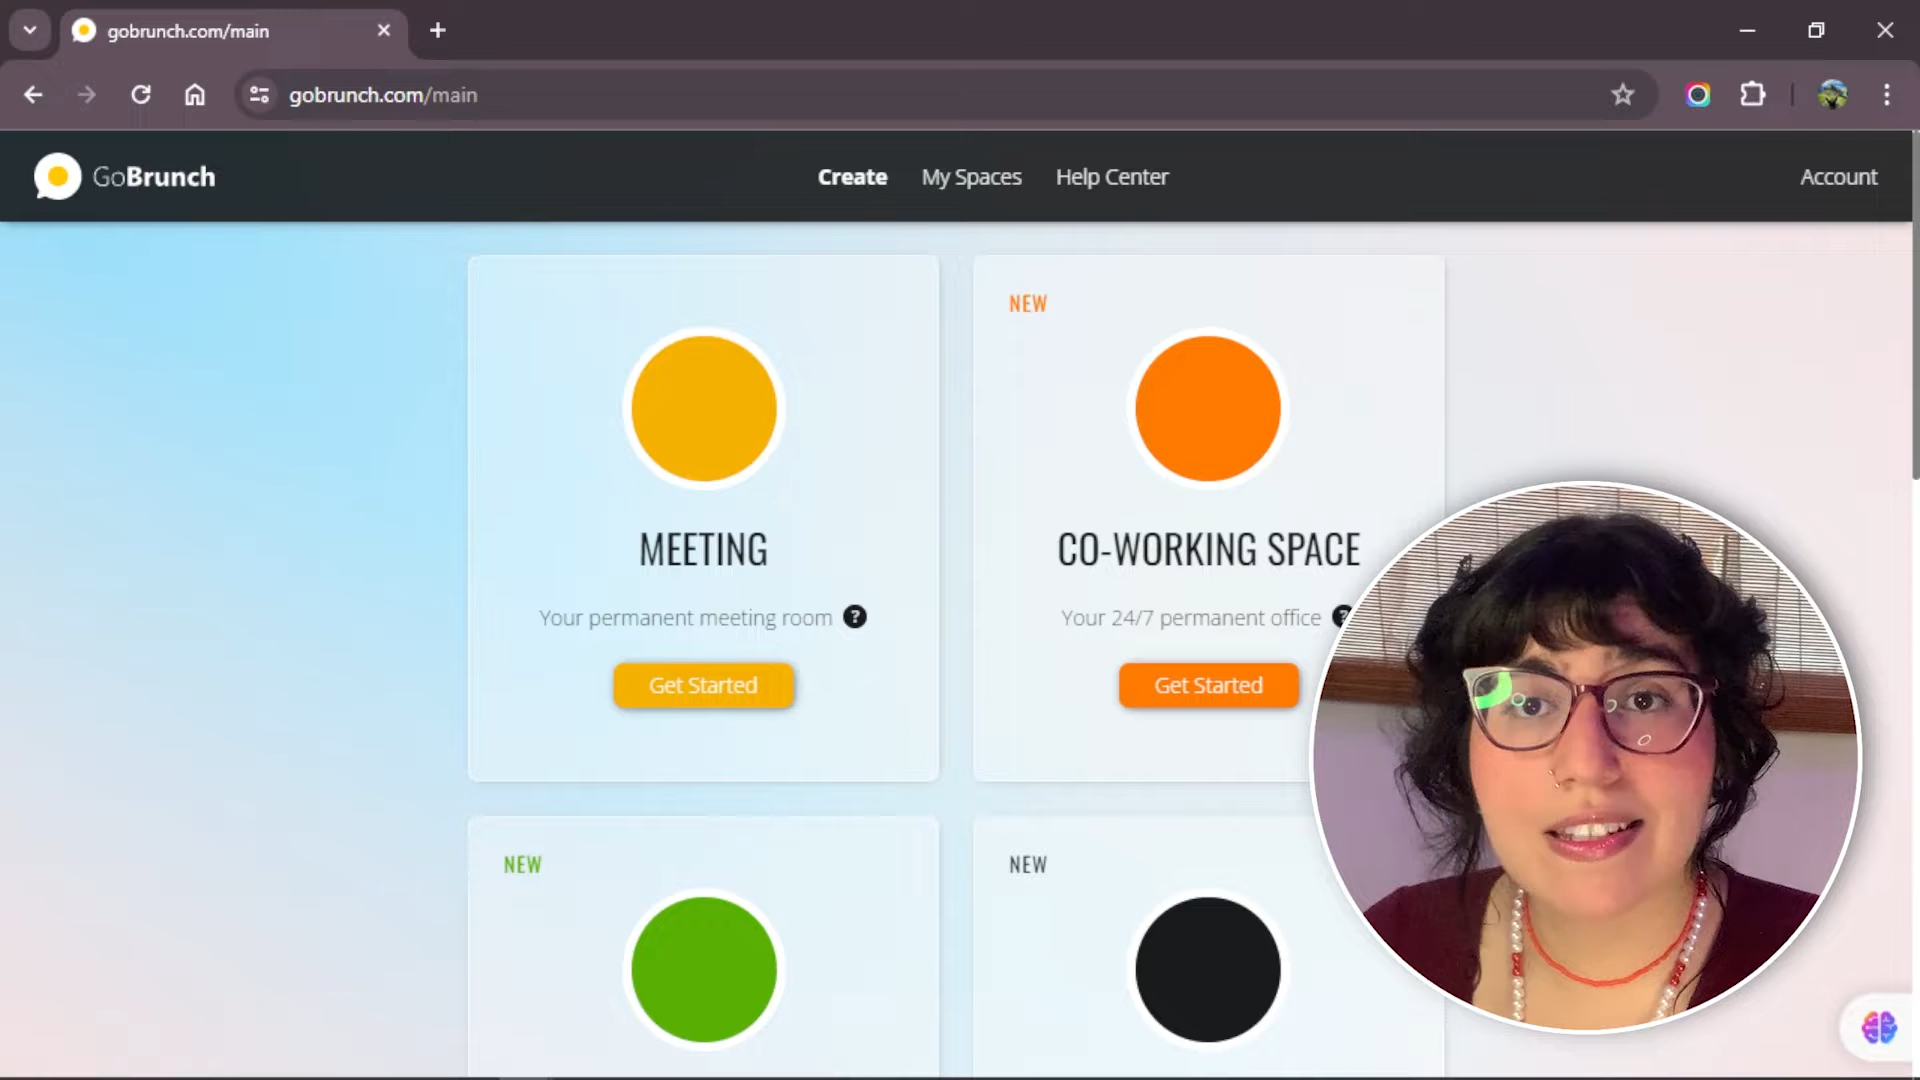 gobrunch.com/main
gobrunch.com/main
GoBrunch
Create
My Spaces
Help Center
Account
NEW
MEETING
CO-WORKING SPACE
Your permanent meeting room ?
Your 24/7 permanent office ?
Get Started
Get Started
NEW
NEW